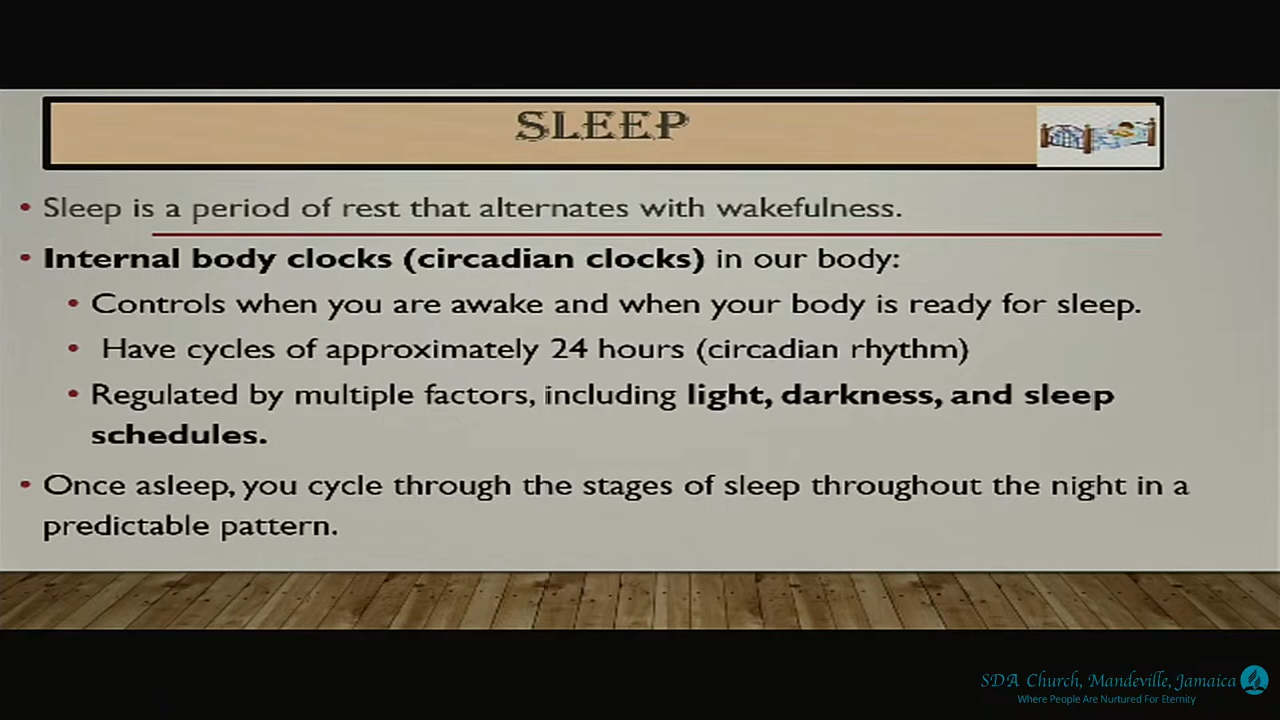 SLEEP
• Sleep is a period of rest that alternates with wakefulness.
• Internal body clocks (circadian clocks) in our body:
• Controls when you are awake and when your body is ready for sleep.
• Have cycles of approximately 24 hours (circadian rhythm)
• Regulated by multiple factors, including light, darkness, and sleep
schedules.
• Once asleep, you cycle through the stages of sleep throughout the night in a
predictable pattern.
SDA Church, Mandeville, Jamaica
Where People Are Nurtured For Eternity